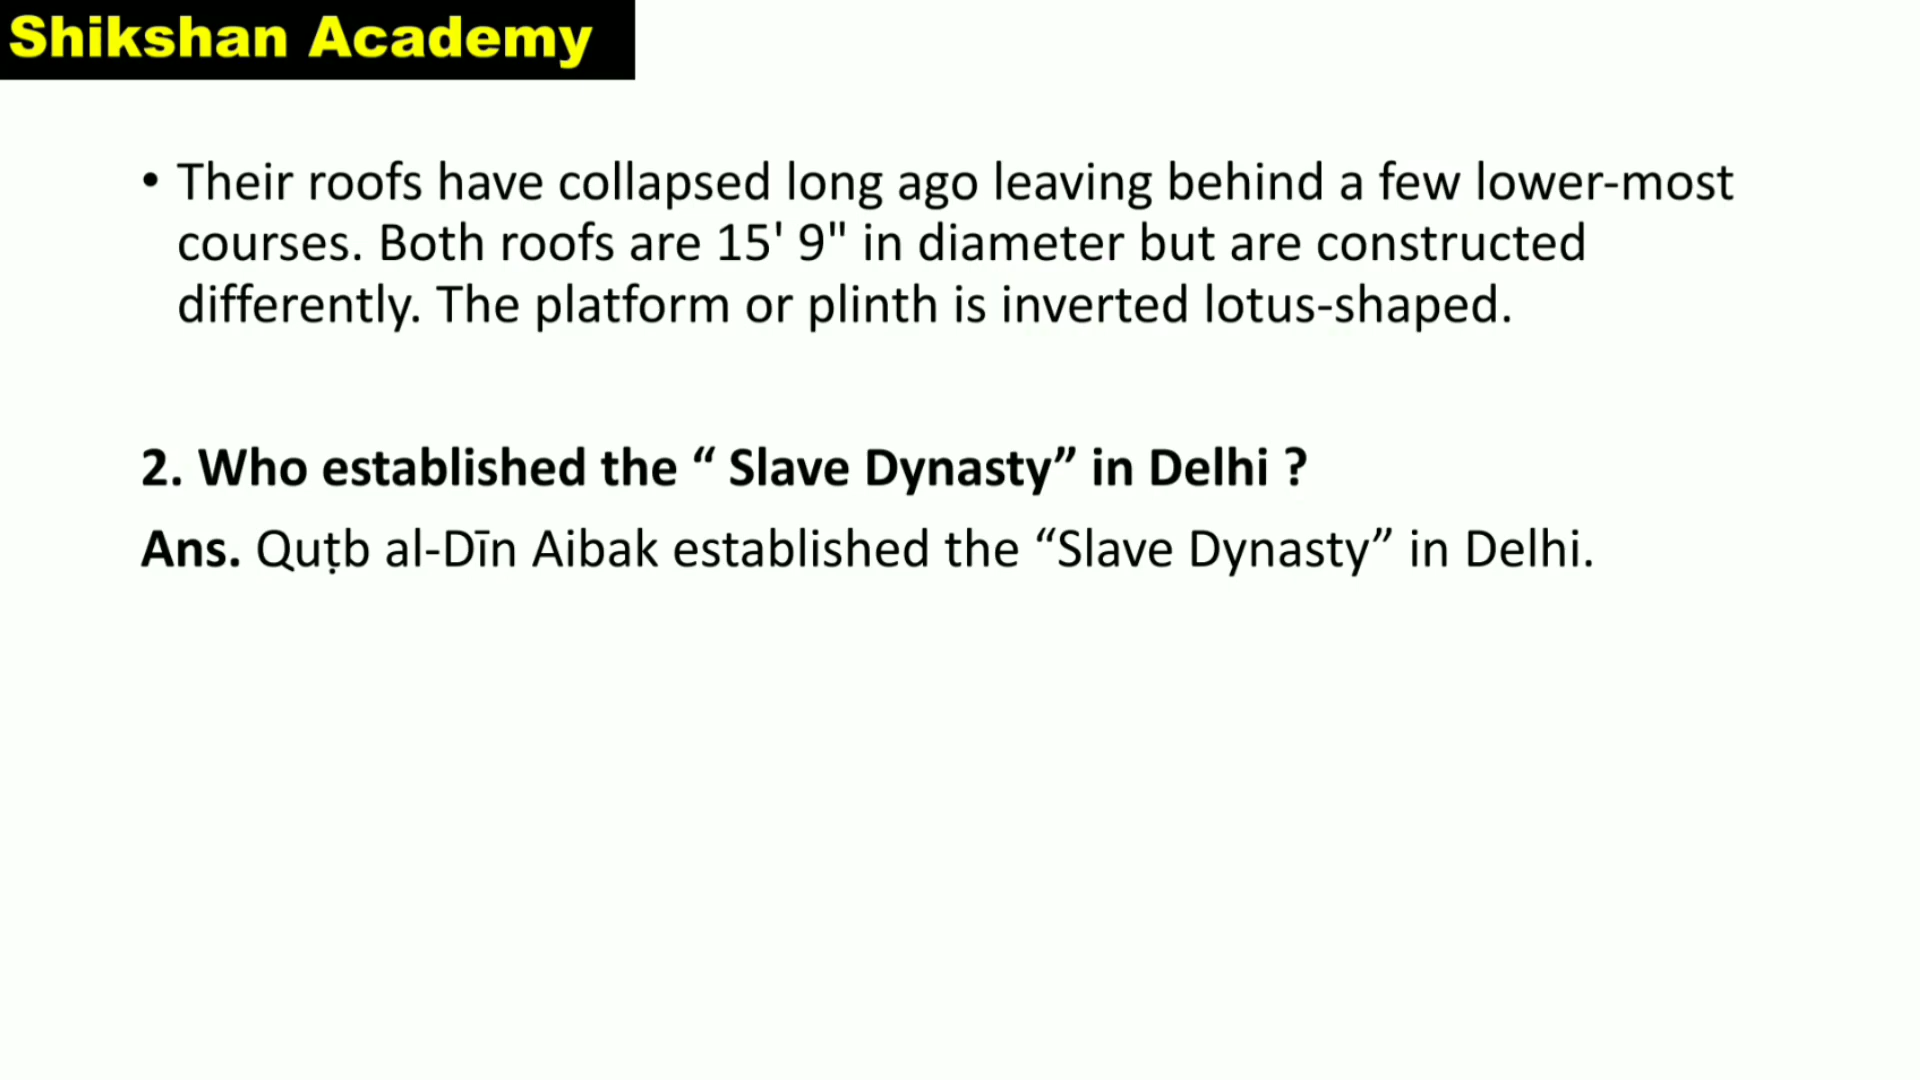 Shikshan Academy
• Their roofs have collapsed long ago leaving behind a few lower-most
courses. Both roofs are 15' 9" in diameter but are constructed
differently. The platform or plinth is inverted lotus-shaped.
2. Who established the “ Slave Dynasty” in Delhi ?
Ans. Quṭb al-Dīn Aibak established the “Slave Dynasty” in Delhi.